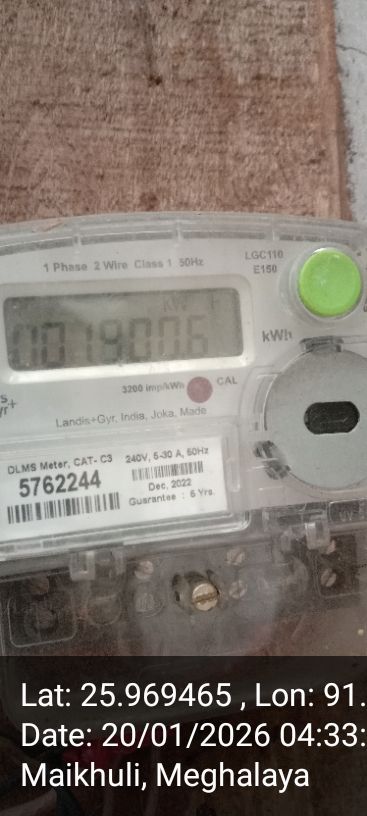 1 Phase 2 Wire Class 1 50Hz
LGC110
E150
kWh
3200 imp/kWh
CAL
Landis+Gyr, India, Joka, Made
DLMS Meter, CAT- C3
240V, 5-30 A, 50Hz
5762244
Dec, 2022
Guarantee : 5 Yrs.
Lat: 25.969465 , Lon: 91.
Date: 20/01/2026 04:33:
Maikhuli, Meghalaya